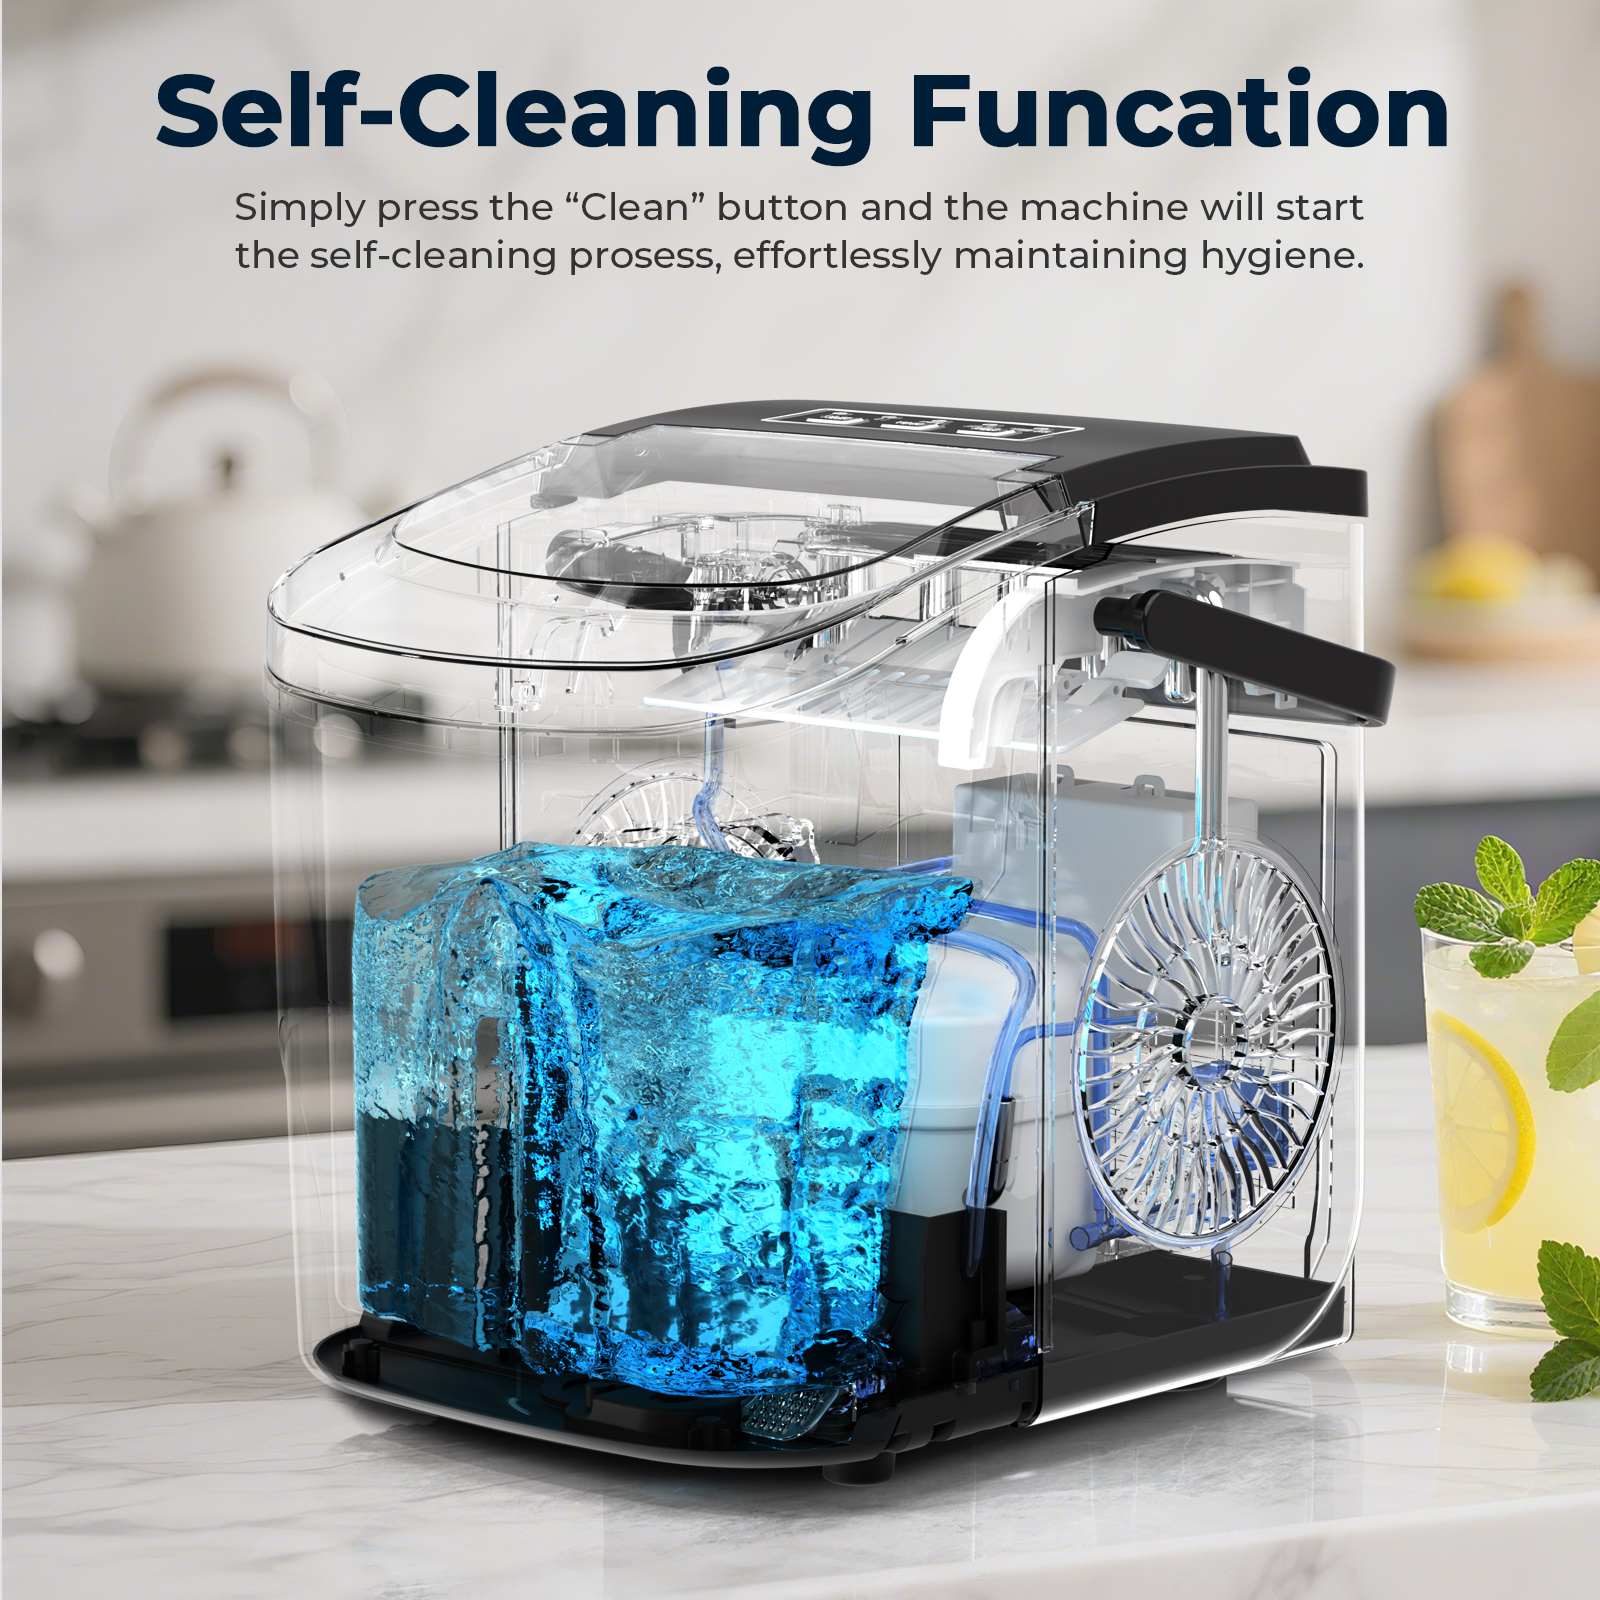 Self-Cleaning Funcation
Simply press the “Clean” button and the machine will start
the self-cleaning prosess, effortlessly maintaining hygiene.